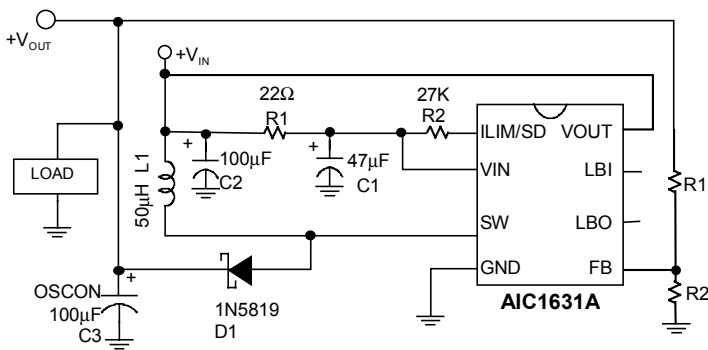 +VOUT
+VIN
22Ω
R1
27K
R2
ILIM/SD
VOUT
LOAD
50µH L1
100µF
C2
47µF
C1
VIN
LBI
R1
SW
LBO
GND
FB
AIC1631A
R2
OSCON
100µF
C3
1N5819
D1
+
+
+